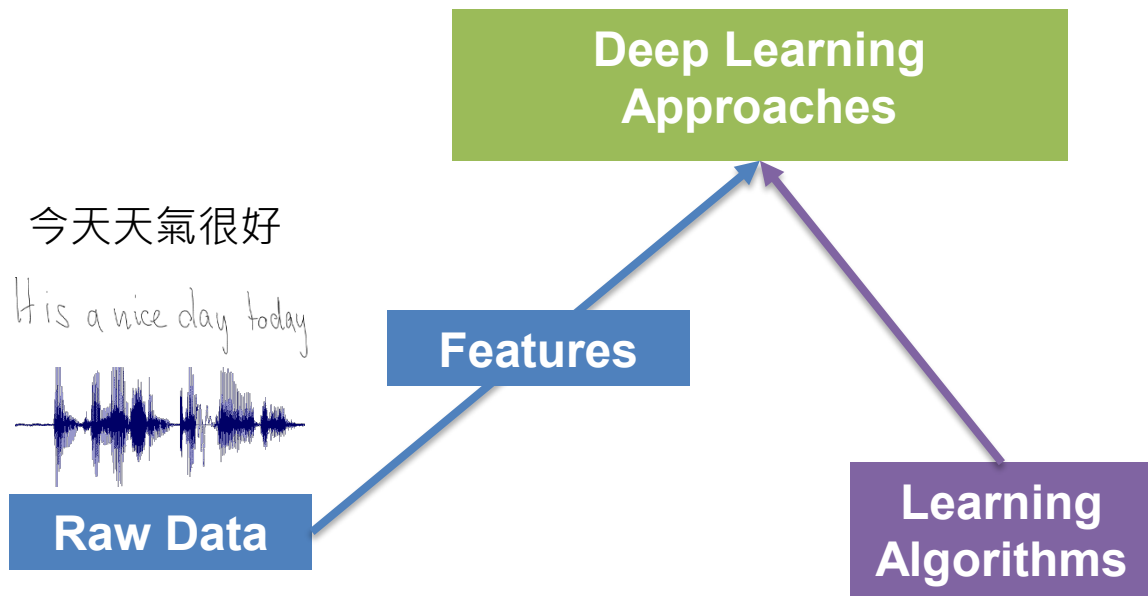 Deep Learning
Approaches
今天天氣很好
It is a nice day today
Features
Raw Data
Learning
Algorithms